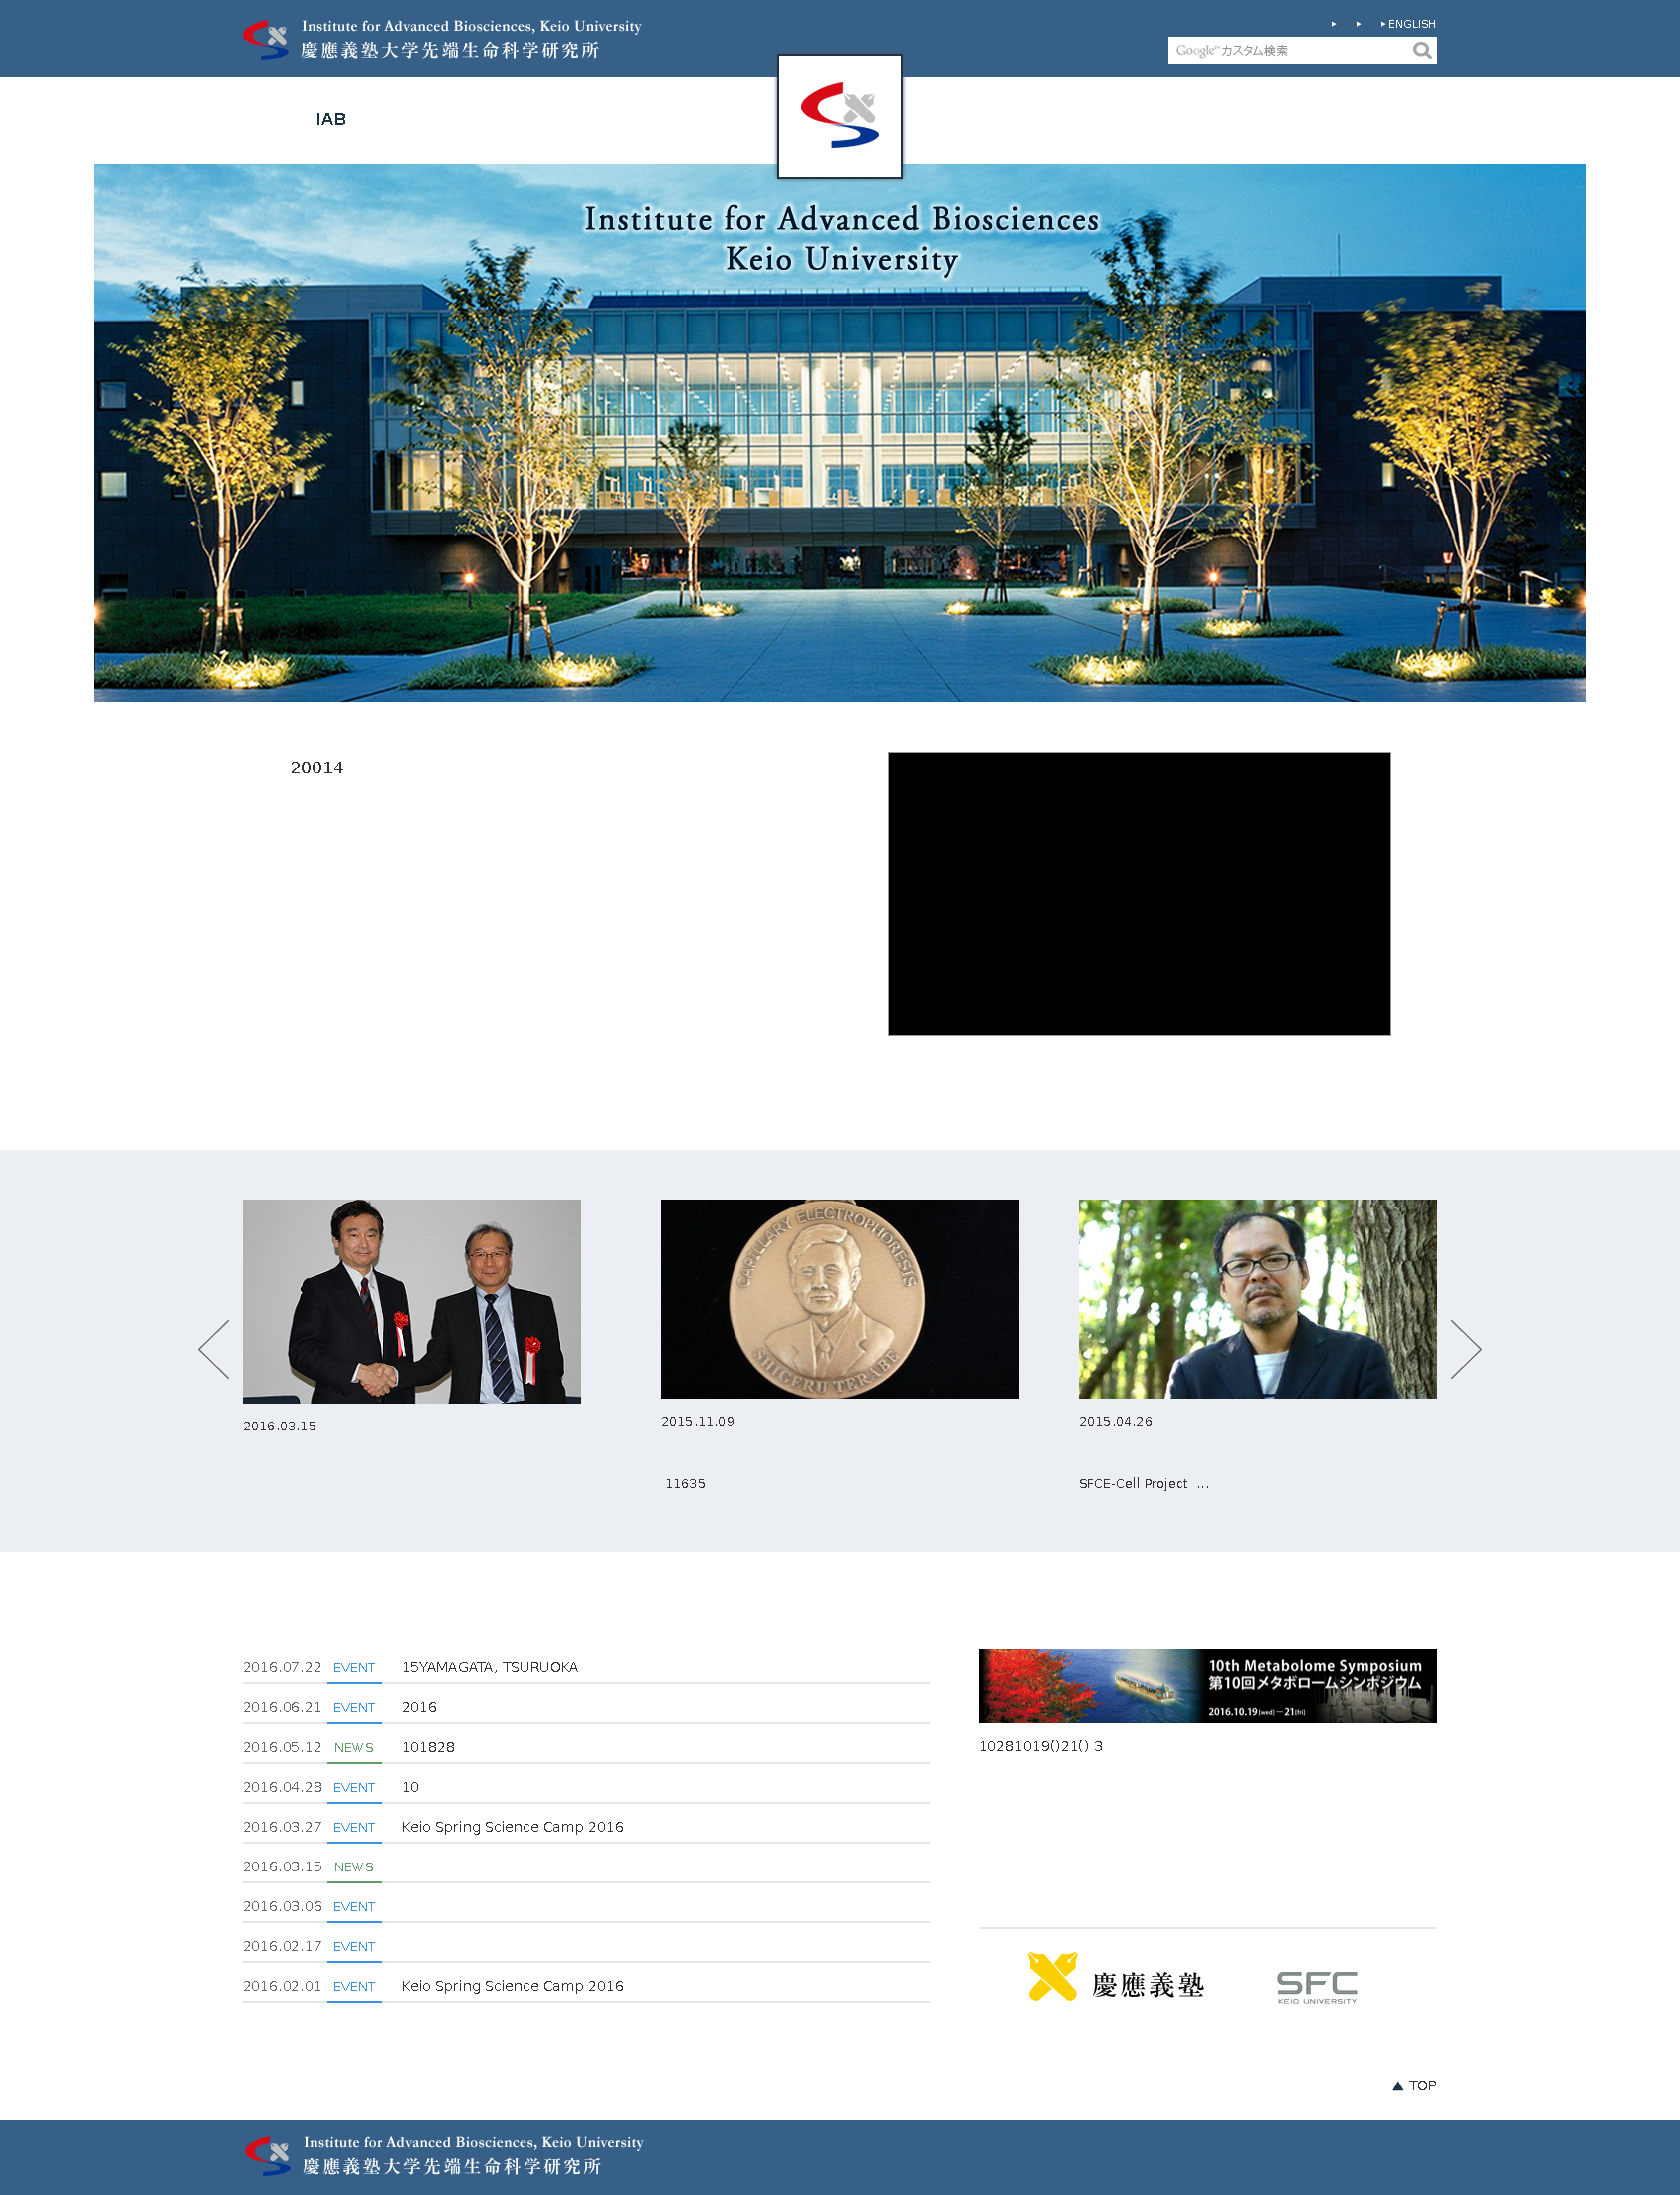 Institute for Advanced Biosciences, Keio University
慶應義塾大学先端生命科学研究所
ENGLISH
Google™カスタム検索
IAB
Institute for Advanced Biosciences
Keio University
20014
CAPILLARY ELECTROPHORESIS
SHIGERU TERABE
2016.03.15
2015.11.09
2015.04.26
11635
SFCE-Cell Project ...
2016.07.22 EVENT 15YAMAGATA, TSURUOKA
2016.06.21 EVENT 2016
2016.05.12 NEWS 101828
2016.04.28 EVENT 10
2016.03.27 EVENT Keio Spring Science Camp 2016
2016.03.15 NEWS
2016.03.06 EVENT
2016.02.17 EVENT
2016.02.01 EVENT Keio Spring Science Camp 2016
10th Metabolome Symposium
第10回メタボロームシンポジウム
2016.10.19(wed)—21(fri)
10281019()21() 3
慶應義塾
SFC
KEIO UNIVERSITY
▲ TOP
Institute for Advanced Biosciences, Keio University
慶應義塾大学先端生命科学研究所